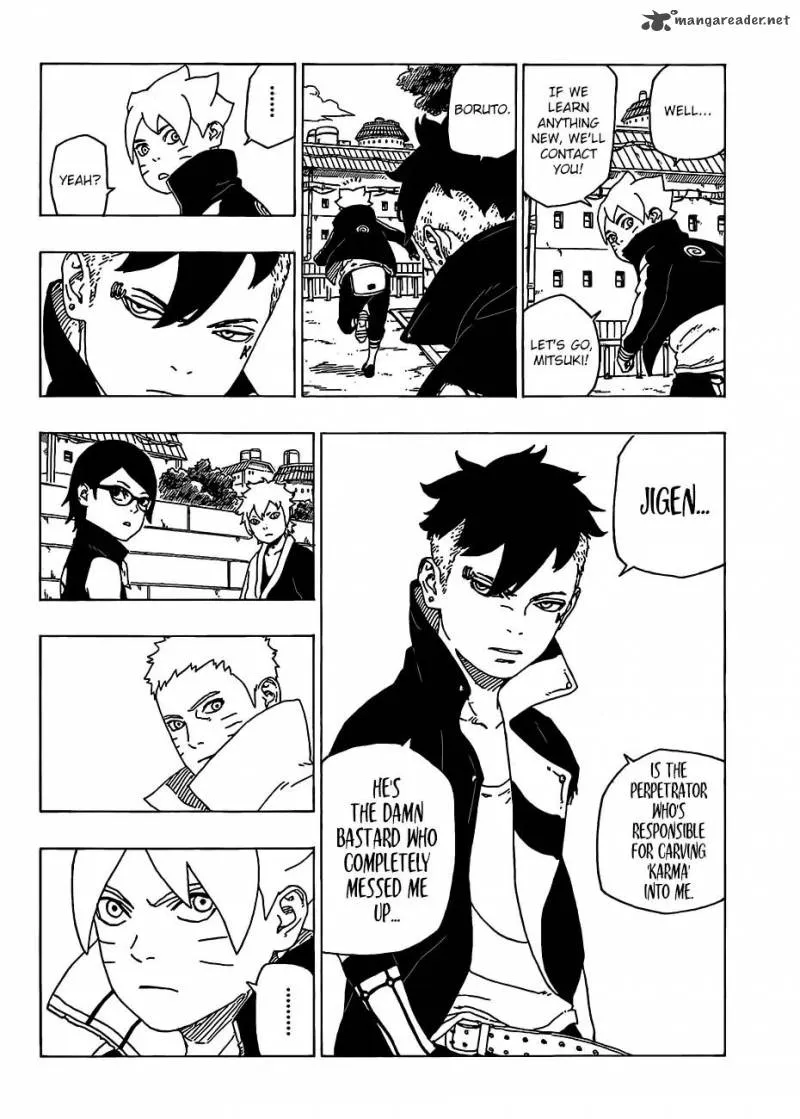 mangareader.net
WELL...
IF WE
LEARN
ANYTHING
NEW, WE'LL
CONTACT
YOU!
LET'S GO,
MITSUKI!
BORUTO.
........
YEAH?
JIGEN...
IS THE
PERPETRATOR
WHO'S
RESPONSIBLE
FOR CARVING
'KARMA'
INTO ME.
HE'S
THE DAMN
BASTARD WHO
COMPLETELY
MESSED ME
UP...
........